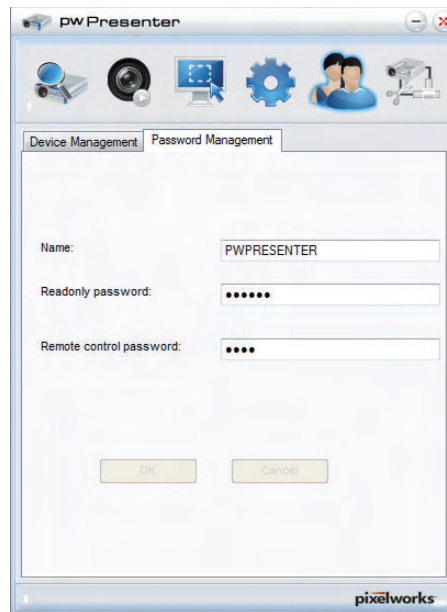 pwPresenter
Device Management Password Management
Name: PWPRESENTER
Readonly password: ••••••
Remote control password: ••••
OK Cancel
pixelworks